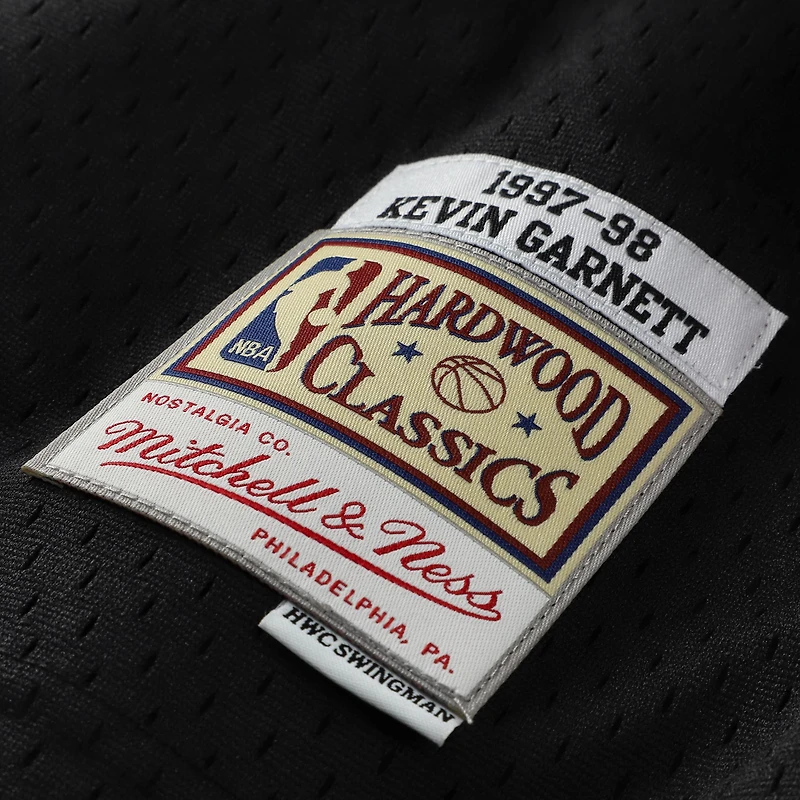 1997-98
KEVIN GARNETT
NBA
HARDWOOD
CLASSICS
NOSTALGIA CO.
Mitchell & Ness
PHILADELPHIA, PA.
HWC SWINGMAN